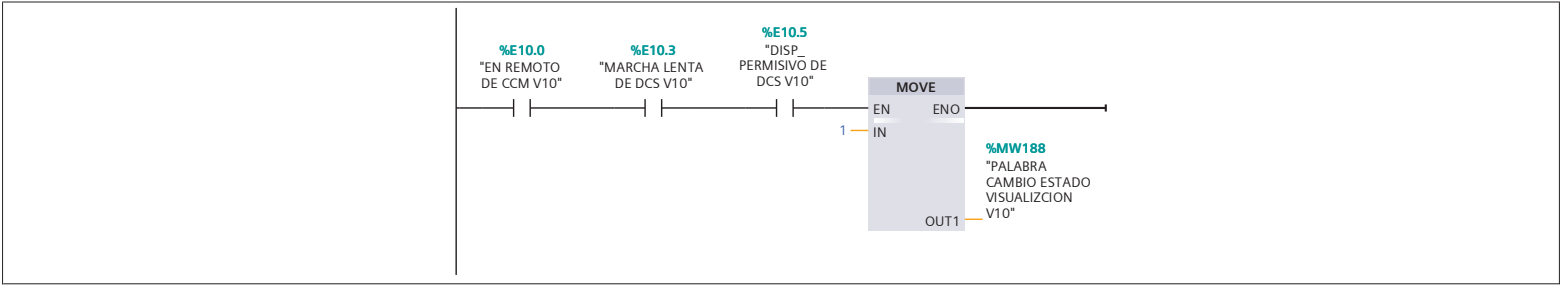 %E10.0
"EN REMOTO
DE CCM V10"
%E10.3
"MARCHA LENTA
DE DCS V10"
%E10.5
"DISP_
PERMISIVO DE
DCS V10"
MOVE
EN
ENO
1
IN
%MW188
"PALABRA
CAMBIO ESTADO
VISUALIZCION
V10"
OUT1